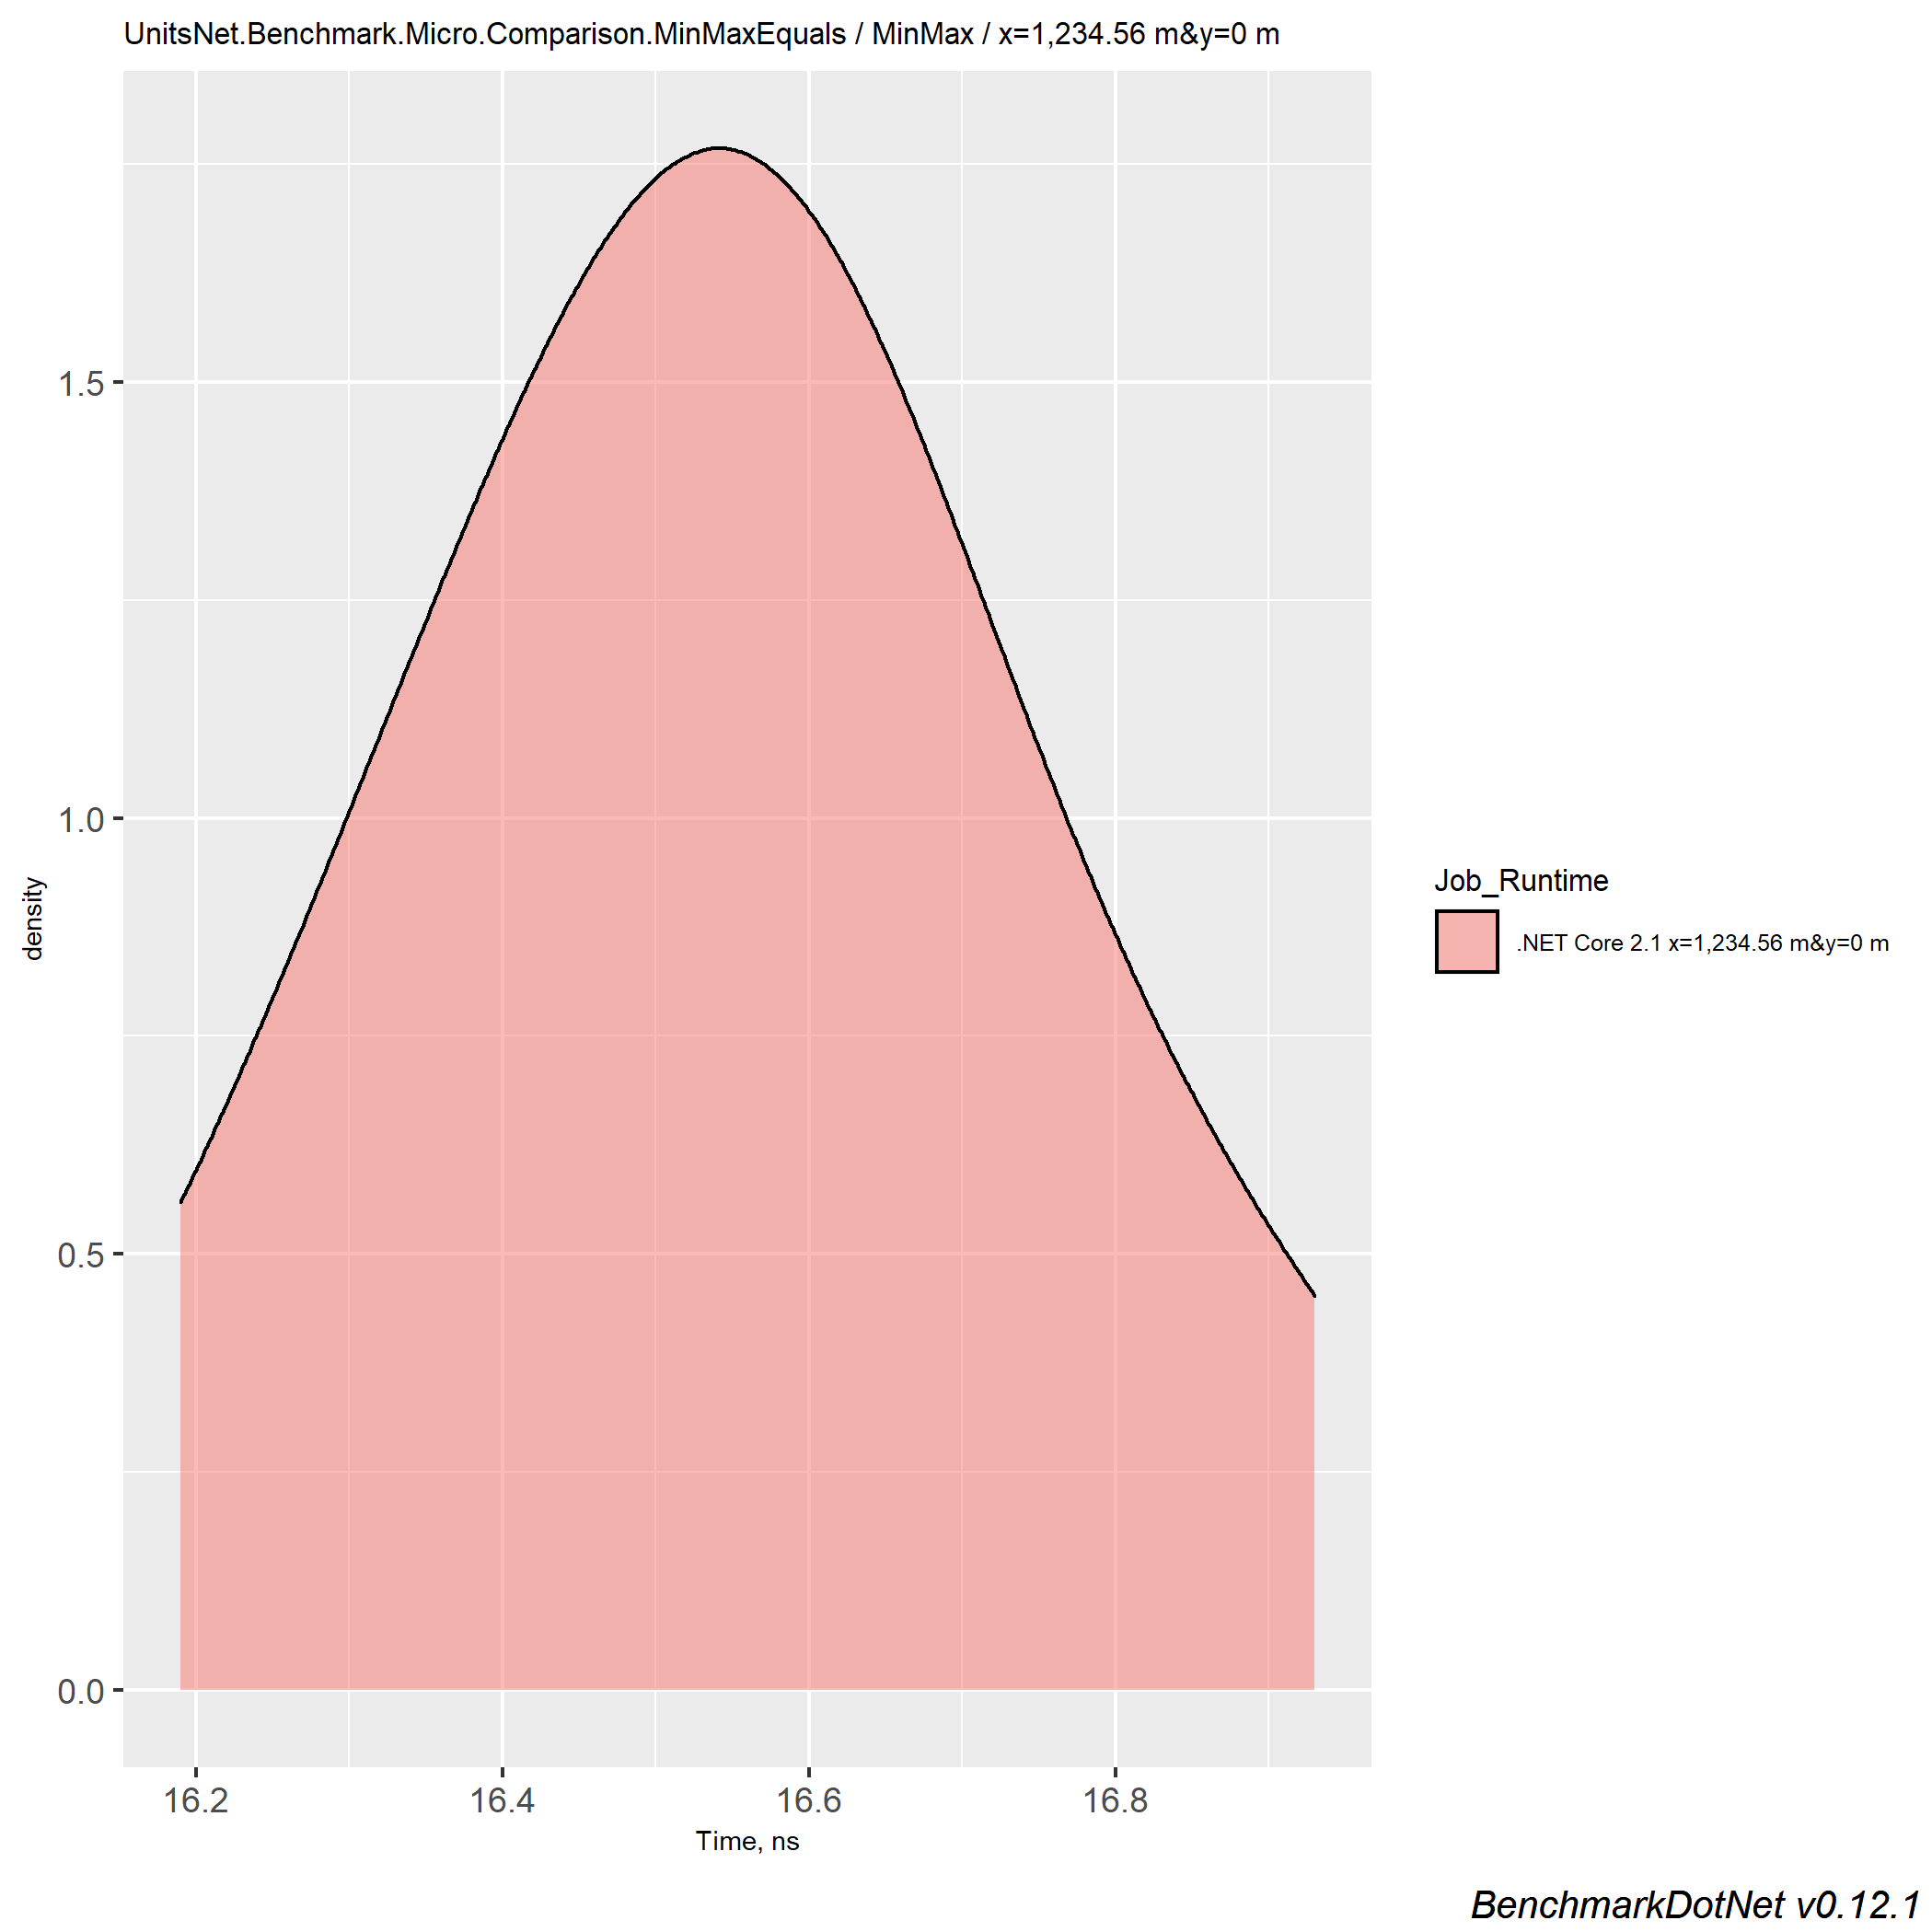 UnitsNet.Benchmark.Micro.Comparison.MinMaxEquals / MinMax / x=1,234.56 m&y=0 m
1.5
1.0
0.5
0.0
density
16.2 16.4 16.6 16.8
Time, ns
Job_Runtime
.NET Core 2.1 x=1,234.56 m&y=0 m
BenchmarkDotNet v0.12.1